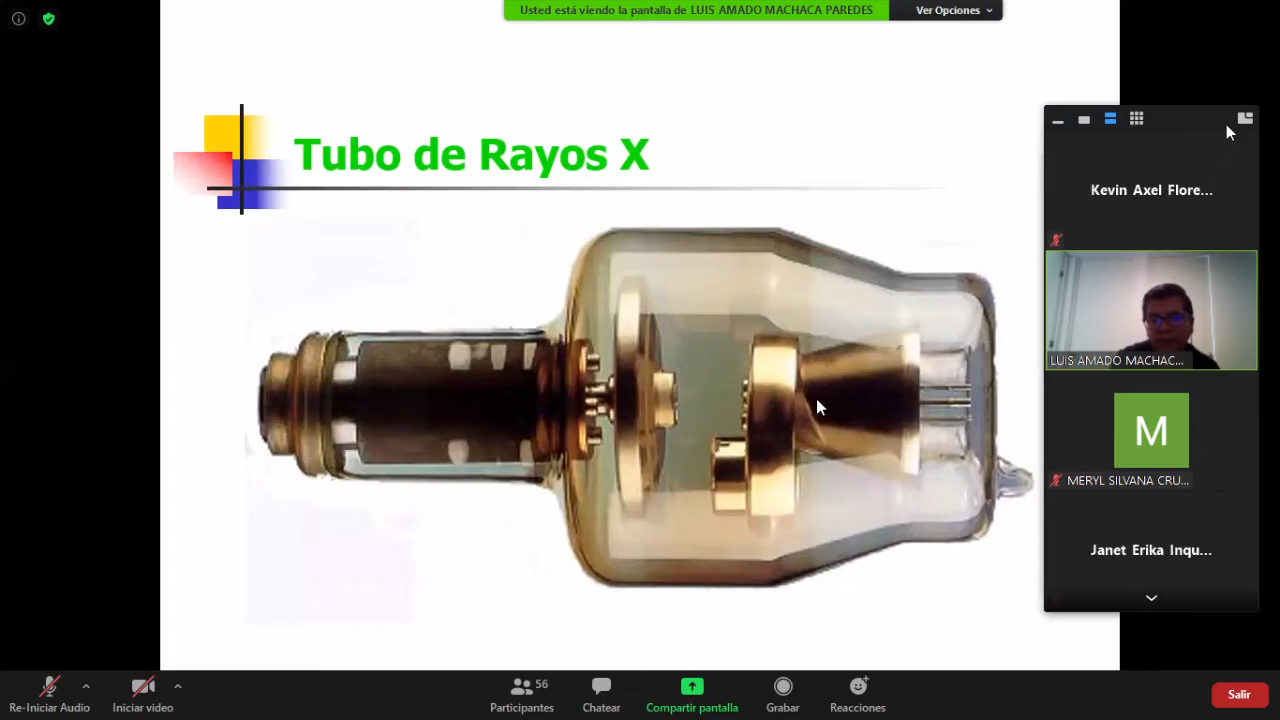 Usted está viendo la pantalla de LUIS AMADO MACHACA PAREDES
Ver Opciones
Tubo de Rayos X
Kevin Axel Flore...
LUIS AMADO MACHAC...
M
MERYL SILVANA CRU...
Janet Erika Inqu...
Re-Iniciar Audio
Iniciar video
56
Participantes
Chatear
Compartir pantalla
Grabar
Reacciones
Salir